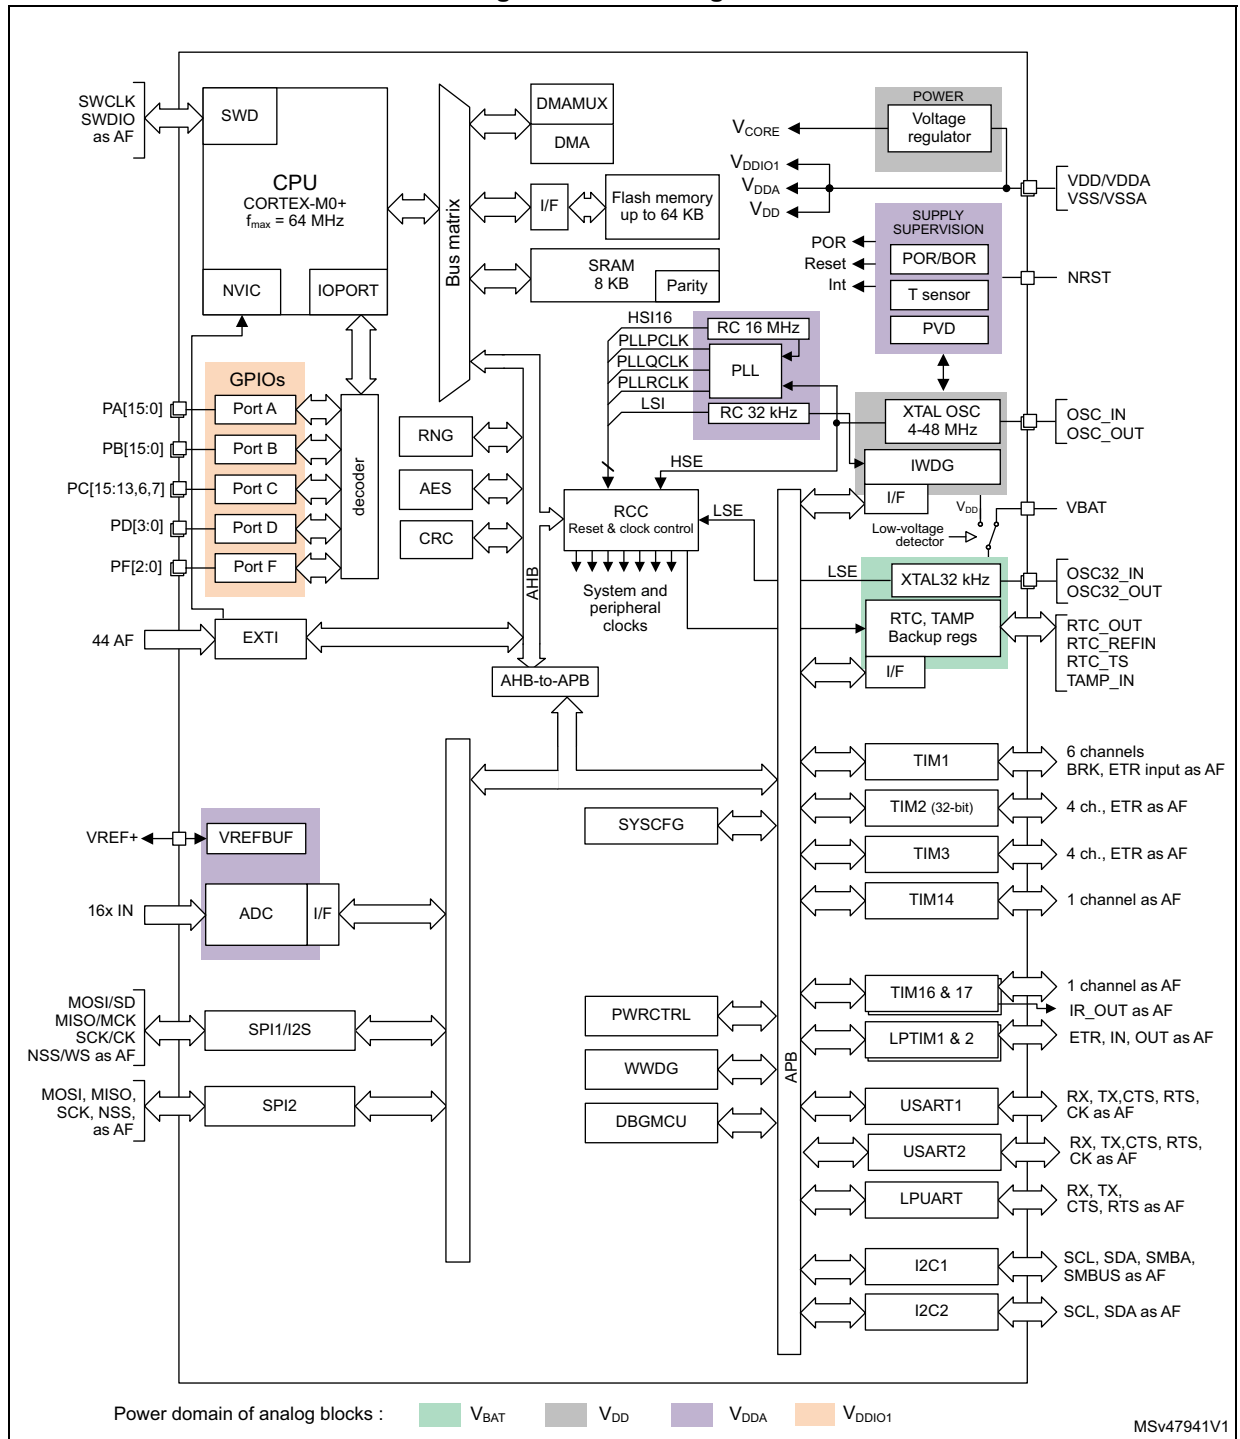 SWCLK
SWDIO
as AF
SWD
CPU
CORTEX-M0+
fmax = 64 MHz
NVIC
IOPORT
Bus matrix
DMAMUX
DMA
I/F
Flash memory
up to 64 KB
SRAM
8 KB
Parity
POWER
Voltage
regulator
VCORE
VDDIO1
VDDA
VDD
VDD/VDDA
VSS/VSSA
SUPPLY
SUPERVISION
POR
Reset
Int
POR/BOR
T sensor
PVD
NRST
HSI16
PLLPCLK
PLLQCLK
PLLRCLK
LSI
RC 16 MHz
PLL
RC 32 kHz
GPIOs
PA[15:0]
Port A
PB[15:0]
Port B
PC[15:13,6,7]
Port C
PD[3:0]
Port D
PF[2:0]
Port F
decoder
RNG
AES
CRC
AHB
HSE
XTAL OSC
4-48 MHz
IWDG
I/F
OSC_IN
OSC_OUT
RCC
Reset & clock control
LSE
System and
peripheral
clocks
VDD
Low-voltage
detector
VBAT
LSE
XTAL32 kHz
OSC32_IN
OSC32_OUT
RTC, TAMP
Backup regs
I/F
RTC_OUT
RTC_REFIN
RTC_TS
TAMP_IN
44 AF
EXTI
AHB-to-APB
VREF+
VREFBUF
16x IN
ADC
I/F
MOSI/SD
MISO/MCK
SCK/CK
NSS/WS as AF
SPI1/I2S
MOSI, MISO,
SCK, NSS,
as AF
SPI2
SYSCFG
PWRCTRL
WWDG
DBGMCU
APB
TIM1
6 channels
BRK, ETR input as AF
TIM2 (32-bit)
4 ch., ETR as AF
TIM3
4 ch., ETR as AF
TIM14
1 channel as AF
TIM16 & 17
1 channel as AF
IR_OUT as AF
LPTIM1 & 2
ETR, IN, OUT as AF
USART1
RX, TX,CTS, RTS,
CK as AF
USART2
RX, TX,CTS, RTS,
CK as AF
LPUART
RX, TX,
CTS, RTS as AF
I2C1
SCL, SDA, SMBA,
SMBUS as AF
I2C2
SCL, SDA as AF
Power domain of analog blocks :
VBAT
VDD
VDDA
VDDIO1
MSv47941V1